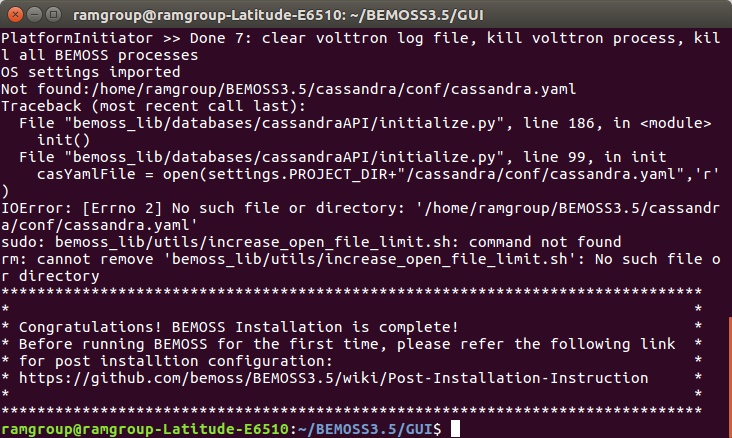 ramgroup@ramgroup-Latitude-E6510: ~/BEMOSS3.5/GUI
PlatformInitiator >> Done 7: clear volttron log file, kill volttron process, kil
l all BEMOSS processes
OS settings imported
Not found:/home/ramgroup/BEMOSS3.5/cassandra/conf/cassandra.yaml
Traceback (most recent call last):
  File "bemoss_lib/databases/cassandraAPI/initialize.py", line 186, in <module>
    init()
  File "bemoss_lib/databases/cassandraAPI/initialize.py", line 99, in init
    casYamlFile = open(settings.PROJECT_DIR+"/cassandra/conf/cassandra.yaml",'r'
)
IOError: [Errno 2] No such file or directory: '/home/ramgroup/BEMOSS3.5/cassandr
a/conf/cassandra.yaml'
sudo: bemoss_lib/utils/increase_open_file_limit.sh: command not found
rm: cannot remove 'bemoss_lib/utils/increase_open_file_limit.sh': No such file o
r directory
******************************************************************************
*                                                                            *
* Congratulations! BEMOSS Installation is complete!                          *
* Before running BEMOSS for the first time, please refer the following link  *
* for post installtion configuration:                                        *
* https://github.com/bemoss/BEMOSS3.5/wiki/Post-Installation-Instruction     *
*                                                                            *
******************************************************************************
ramgroup@ramgroup-Latitude-E6510:~/BEMOSS3.5/GUI$